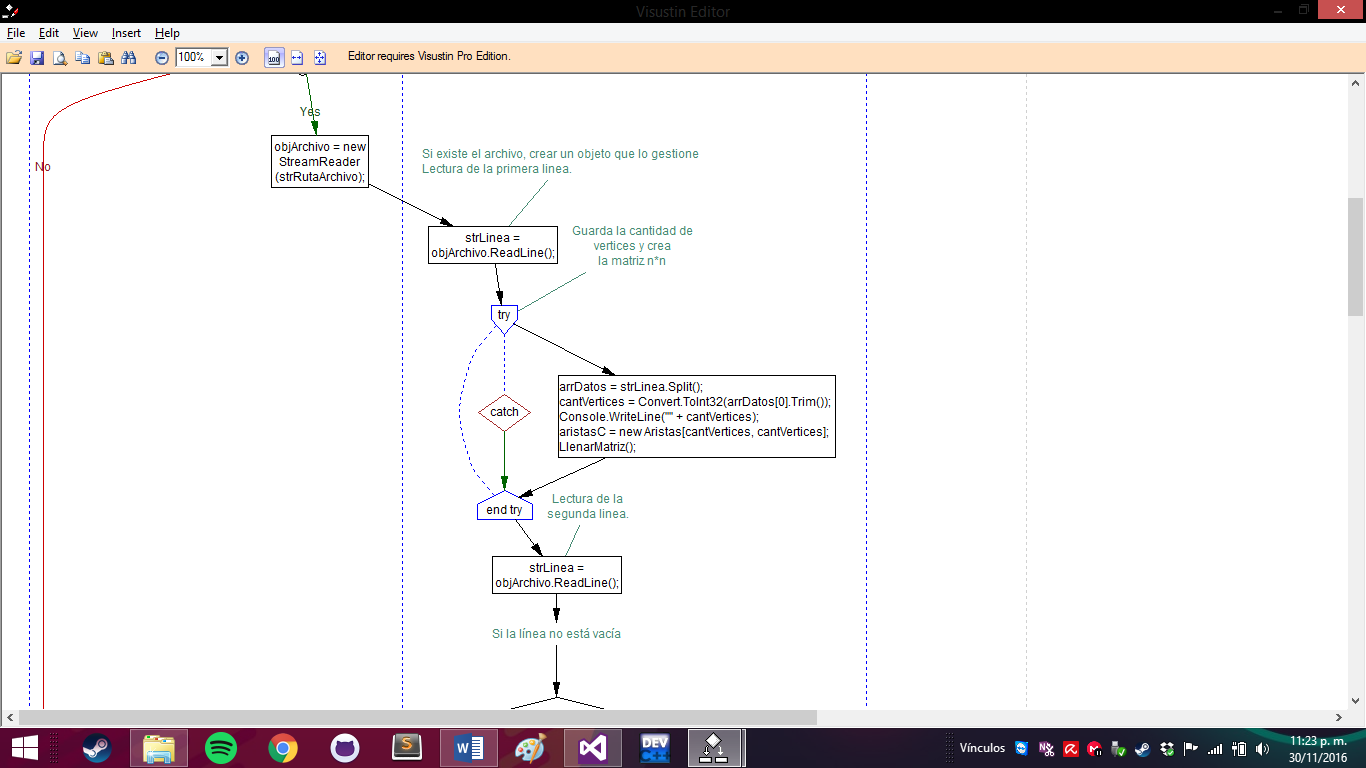 Visustin Editor
File Edit View Insert Help
100%
100
Editor requires Visustin Pro Edition.
Yes
No
objArchivo = new
StreamReader
(strRutaArchivo);
Si existe el archivo, crear un objeto que lo gestione
Lectura de la primera linea.
strLinea =
objArchivo.ReadLine();
Guarda la cantidad de
vertices y crea
la matriz n*n
try
arrDatos = strLinea.Split();
cantVertices = Convert.ToInt32(arrDatos[0].Trim());
Console.WriteLine("" + cantVertices);
aristasC = new Aristas[cantVertices, cantVertices];
LlenarMatriz();
catch
end try
Lectura de la
segunda linea.
strLinea =
objArchivo.ReadLine();
Si la línea no está vacía
DEV
C++
Vínculos
11:23 p. m.
30/11/2016